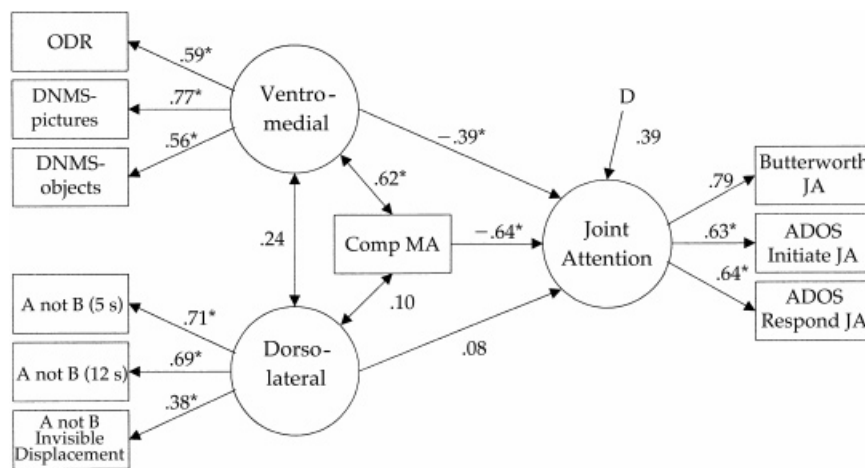 ODR
.59*
DNMS-
pictures
.77*
DNMS-
objects
.56*
Ventro-
medial
−.39*
D
.39
.62*
.24
Comp MA
−.64*
Joint
Attention
.79
Butterworth
JA
.63*
ADOS
Initiate JA
.64*
ADOS
Respond JA
.10
A not B (5 s)
.71*
A not B (12 s)
.69*
A not B
Invisible
Displacement
.38*
Dorso-
lateral
.08